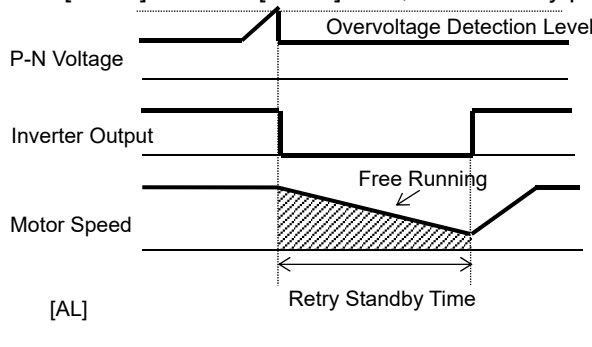 Overvoltage Detection Level
P-N Voltage
Inverter Output
Free Running
Motor Speed
Retry Standby Time
[AL]